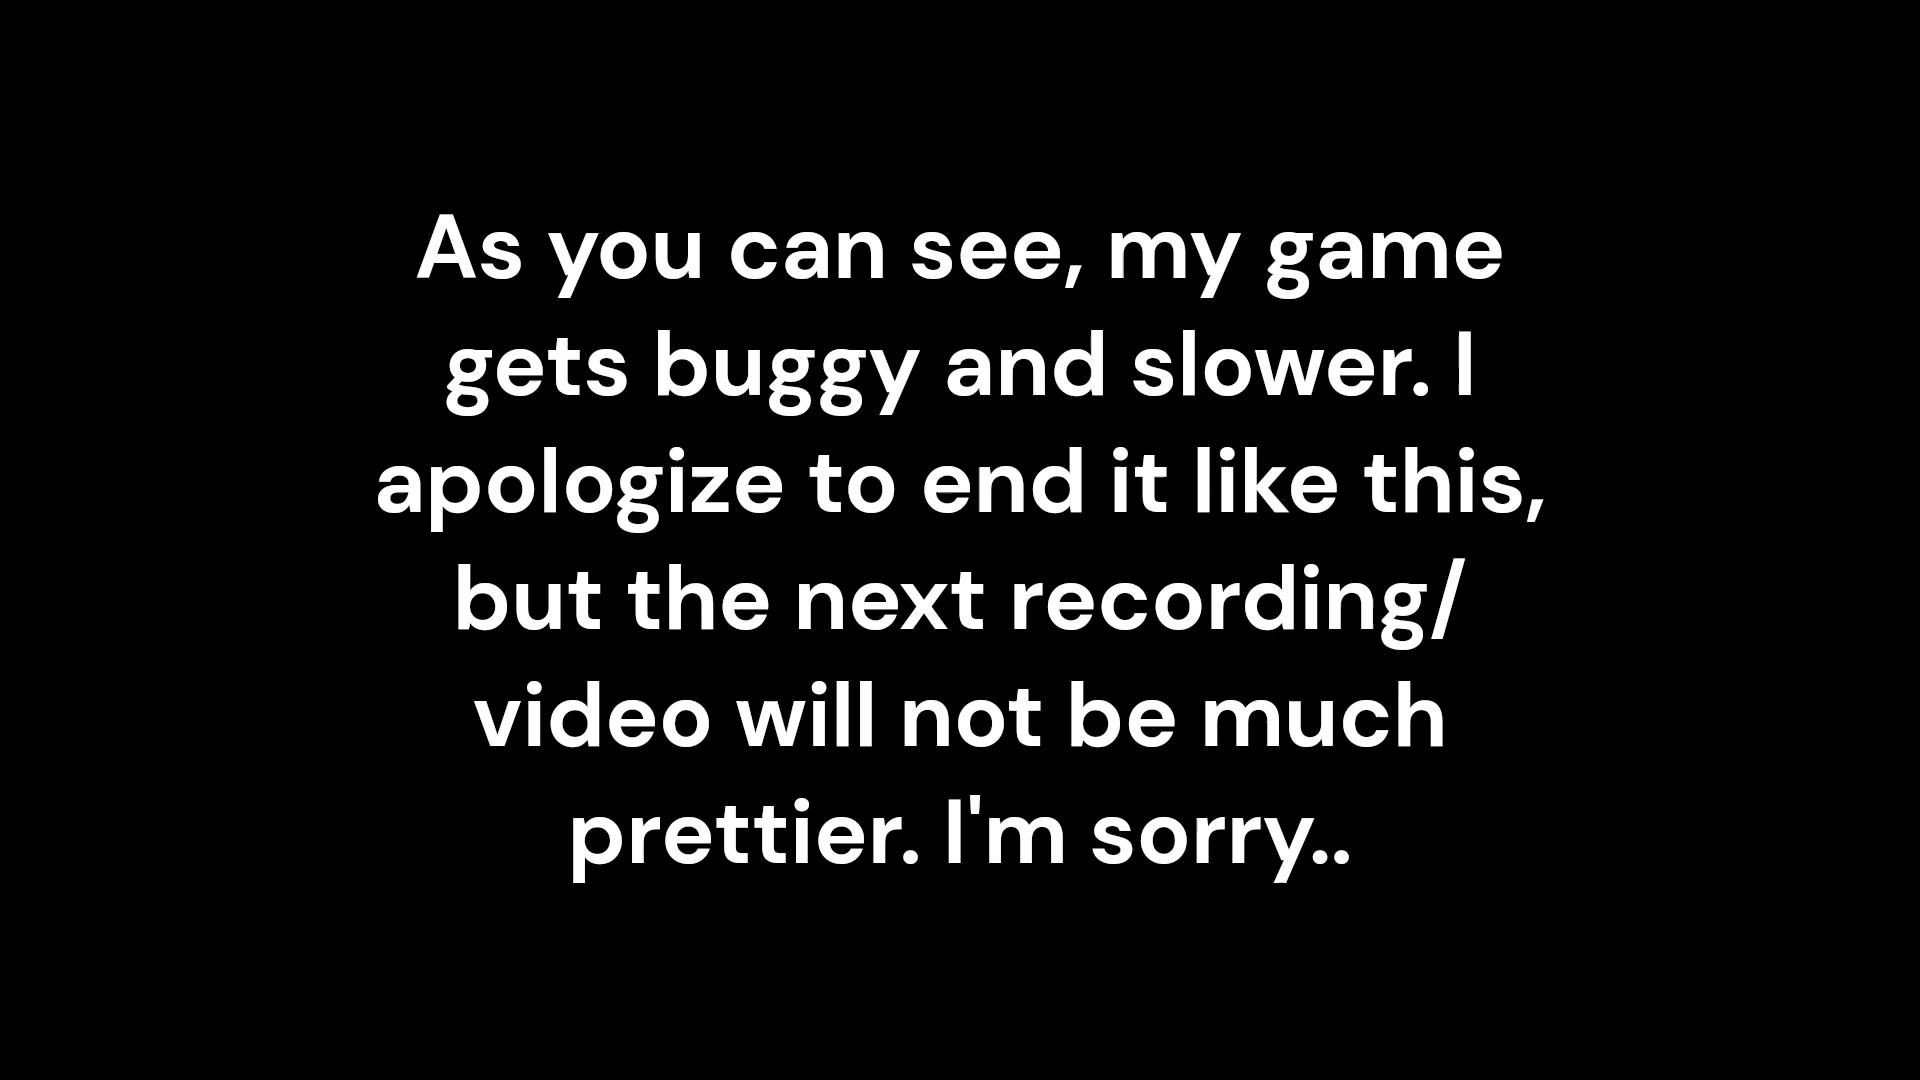 As you can see, my game
gets buggy and slower. I
apologize to end it like this,
but the next recording/
video will not be much
prettier. I'm sorry..